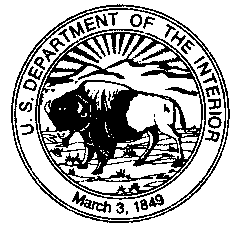 U.S. DEPARTMENT OF THE INTERIOR
March 3, 1849